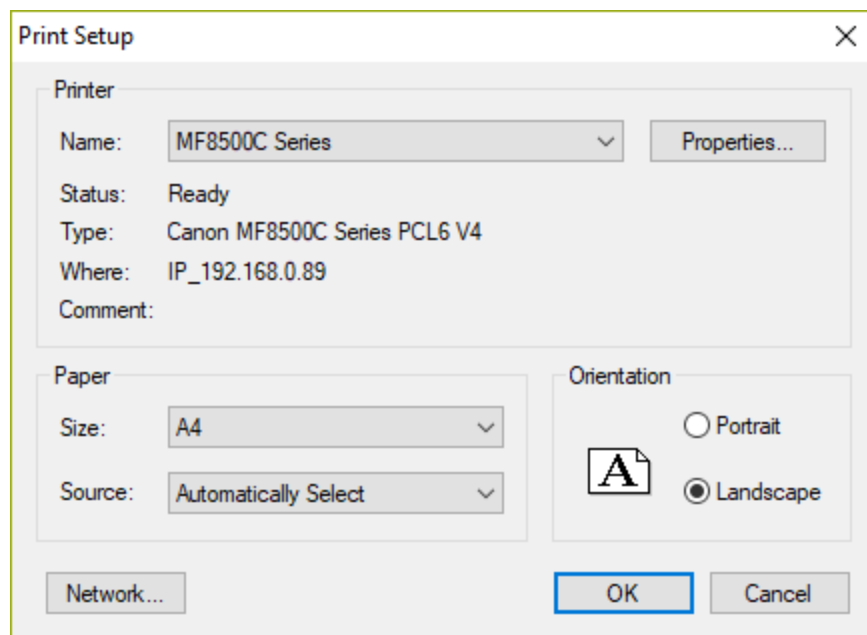 Print Setup
Printer
Name: MF8500C Series Properties...
Status: Ready
Type: Canon MF8500C Series PCL6 V4
Where: IP_192.168.0.89
Comment:
Paper
Size: A4
Source: Automatically Select
Orientation
A
Portrait
Landscape
Network... OK Cancel